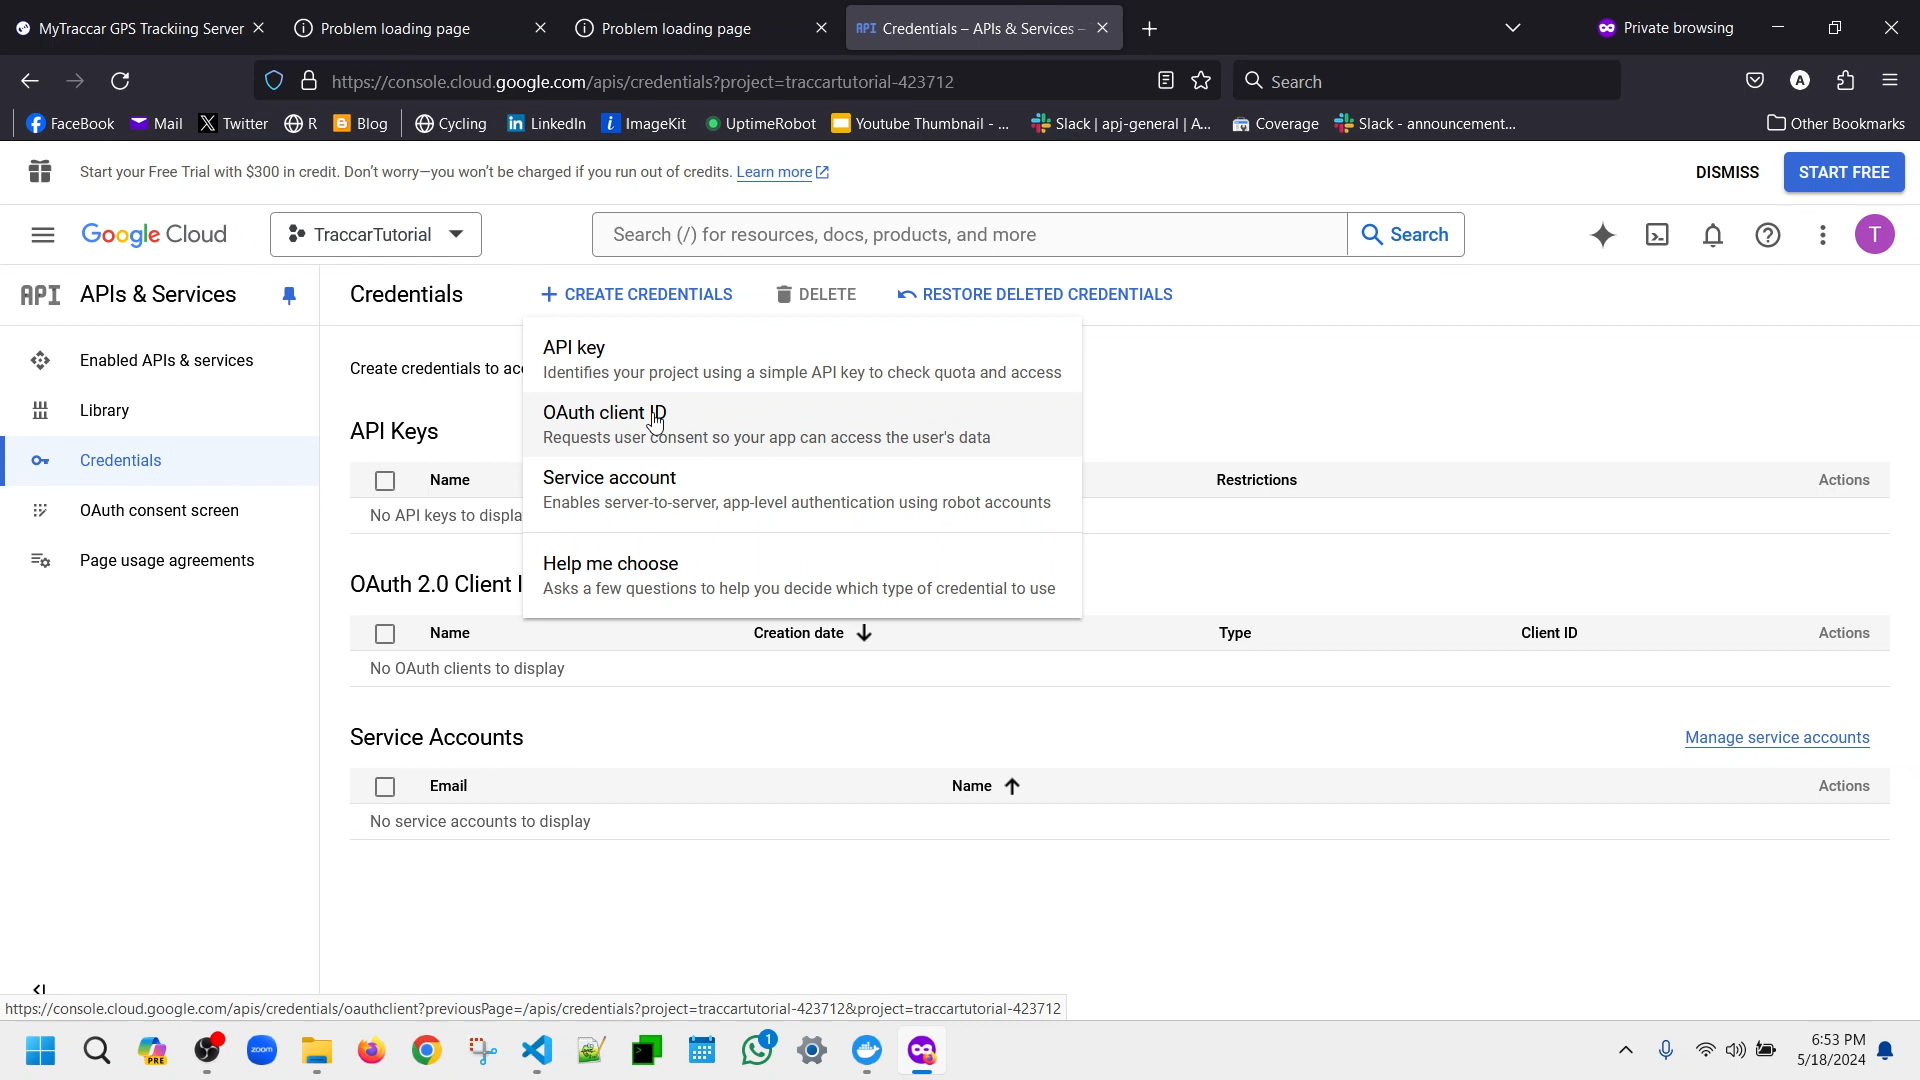 MyTraccar GPS Trackiing Server
Problem loading page
Problem loading page
API Credentials – APIs & Services –
Private browsing
https://console.cloud.google.com/apis/credentials?project=traccartutorial-423712
Search
A
FaceBook
Mail
Twitter
R
Blog
Cycling
LinkedIn
ImageKit
UptimeRobot
Youtube Thumbnail - ...
Slack | apj-general | A...
Coverage
Slack - announcement...
Other Bookmarks
Start your Free Trial with $300 in credit. Don't worry—you won't be charged if you run out of credits. Learn more
DISMISS
START FREE
Google Cloud
TraccarTutorial
Search (/) for resources, docs, products, and more
Search
T
API APIs & Services
Credentials
+ CREATE CREDENTIALS
DELETE
RESTORE DELETED CREDENTIALS
Enabled APIs & services
Library
Credentials
OAuth consent screen
Page usage agreements
Create credentials to acc
API key
Identifies your project using a simple API key to check quota and access
OAuth client ID
Requests user consent so your app can access the user's data
Service account
Enables server-to-server, app-level authentication using robot accounts
Help me choose
Asks a few questions to help you decide which type of credential to use
API Keys
Name
Restrictions
Actions
No API keys to displa
OAuth 2.0 Client I
Name
Creation date
Type
Client ID
Actions
No OAuth clients to display
Service Accounts
Manage service accounts
Email
Name
Actions
No service accounts to display
https://console.cloud.google.com/apis/credentials/oauthclient?previousPage=/apis/credentials?project=traccartutorial-423712&project=traccartutorial-423712
PRE
zoom
1
6:53 PM
5/18/2024